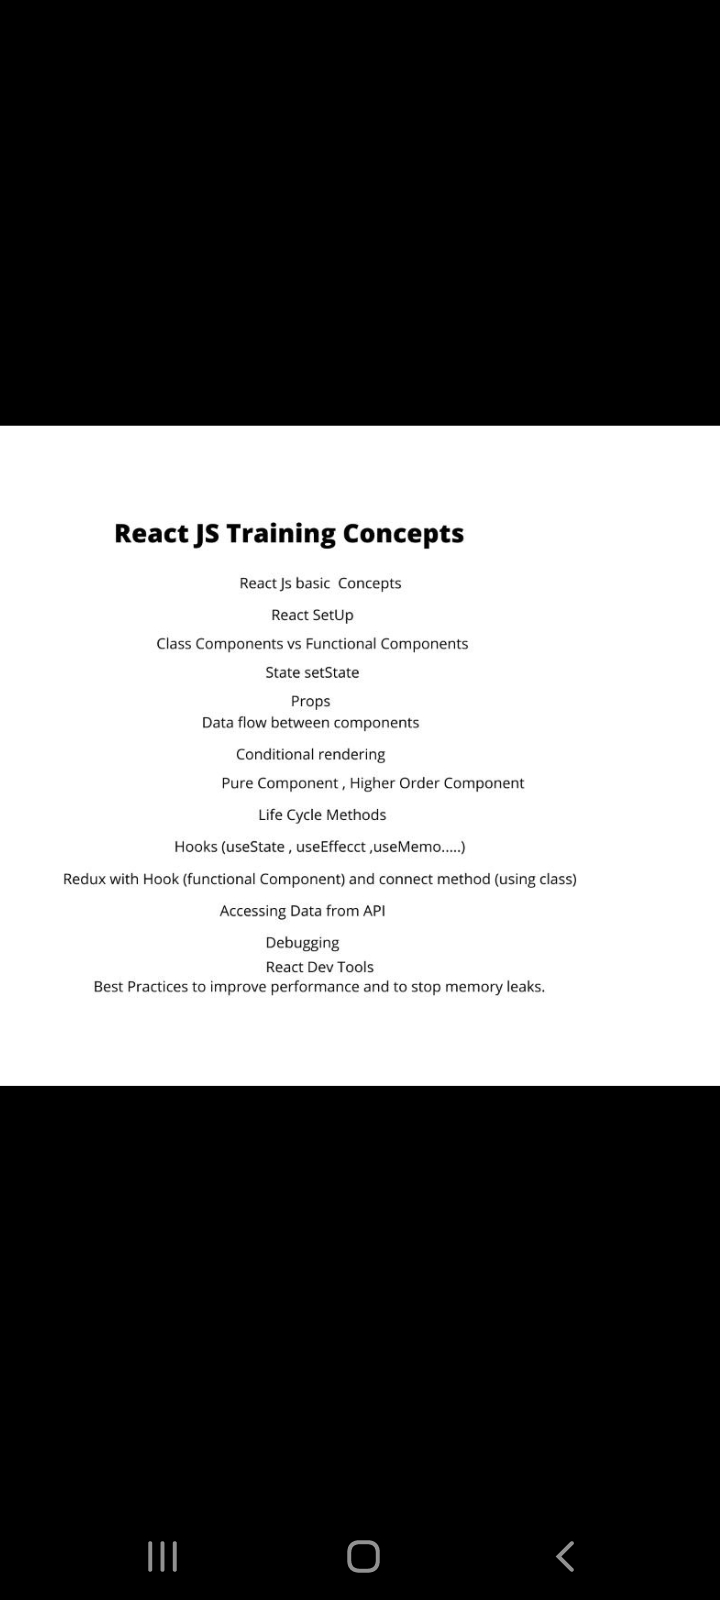 React JS Training Concepts
React Js basic  Concepts
React SetUp
Class Components vs Functional Components
State setState
Props
Data flow between components
Conditional rendering
Pure Component , Higher Order Component
Life Cycle Methods
Hooks (useState , useEffecct ,useMemo.....)
Redux with Hook (functional Component) and connect method (using class)
Accessing Data from API
Debugging
React Dev Tools
Best Practices to improve performance and to stop memory leaks.